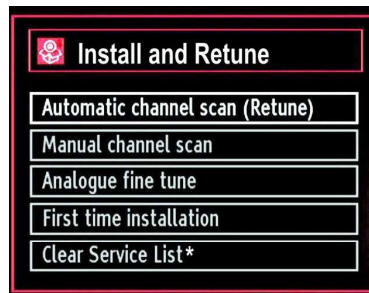 Install and Retune
Automatic channel scan (Retune)
Manual channel scan
Analogue fine tune
First time installation
Clear Service List*